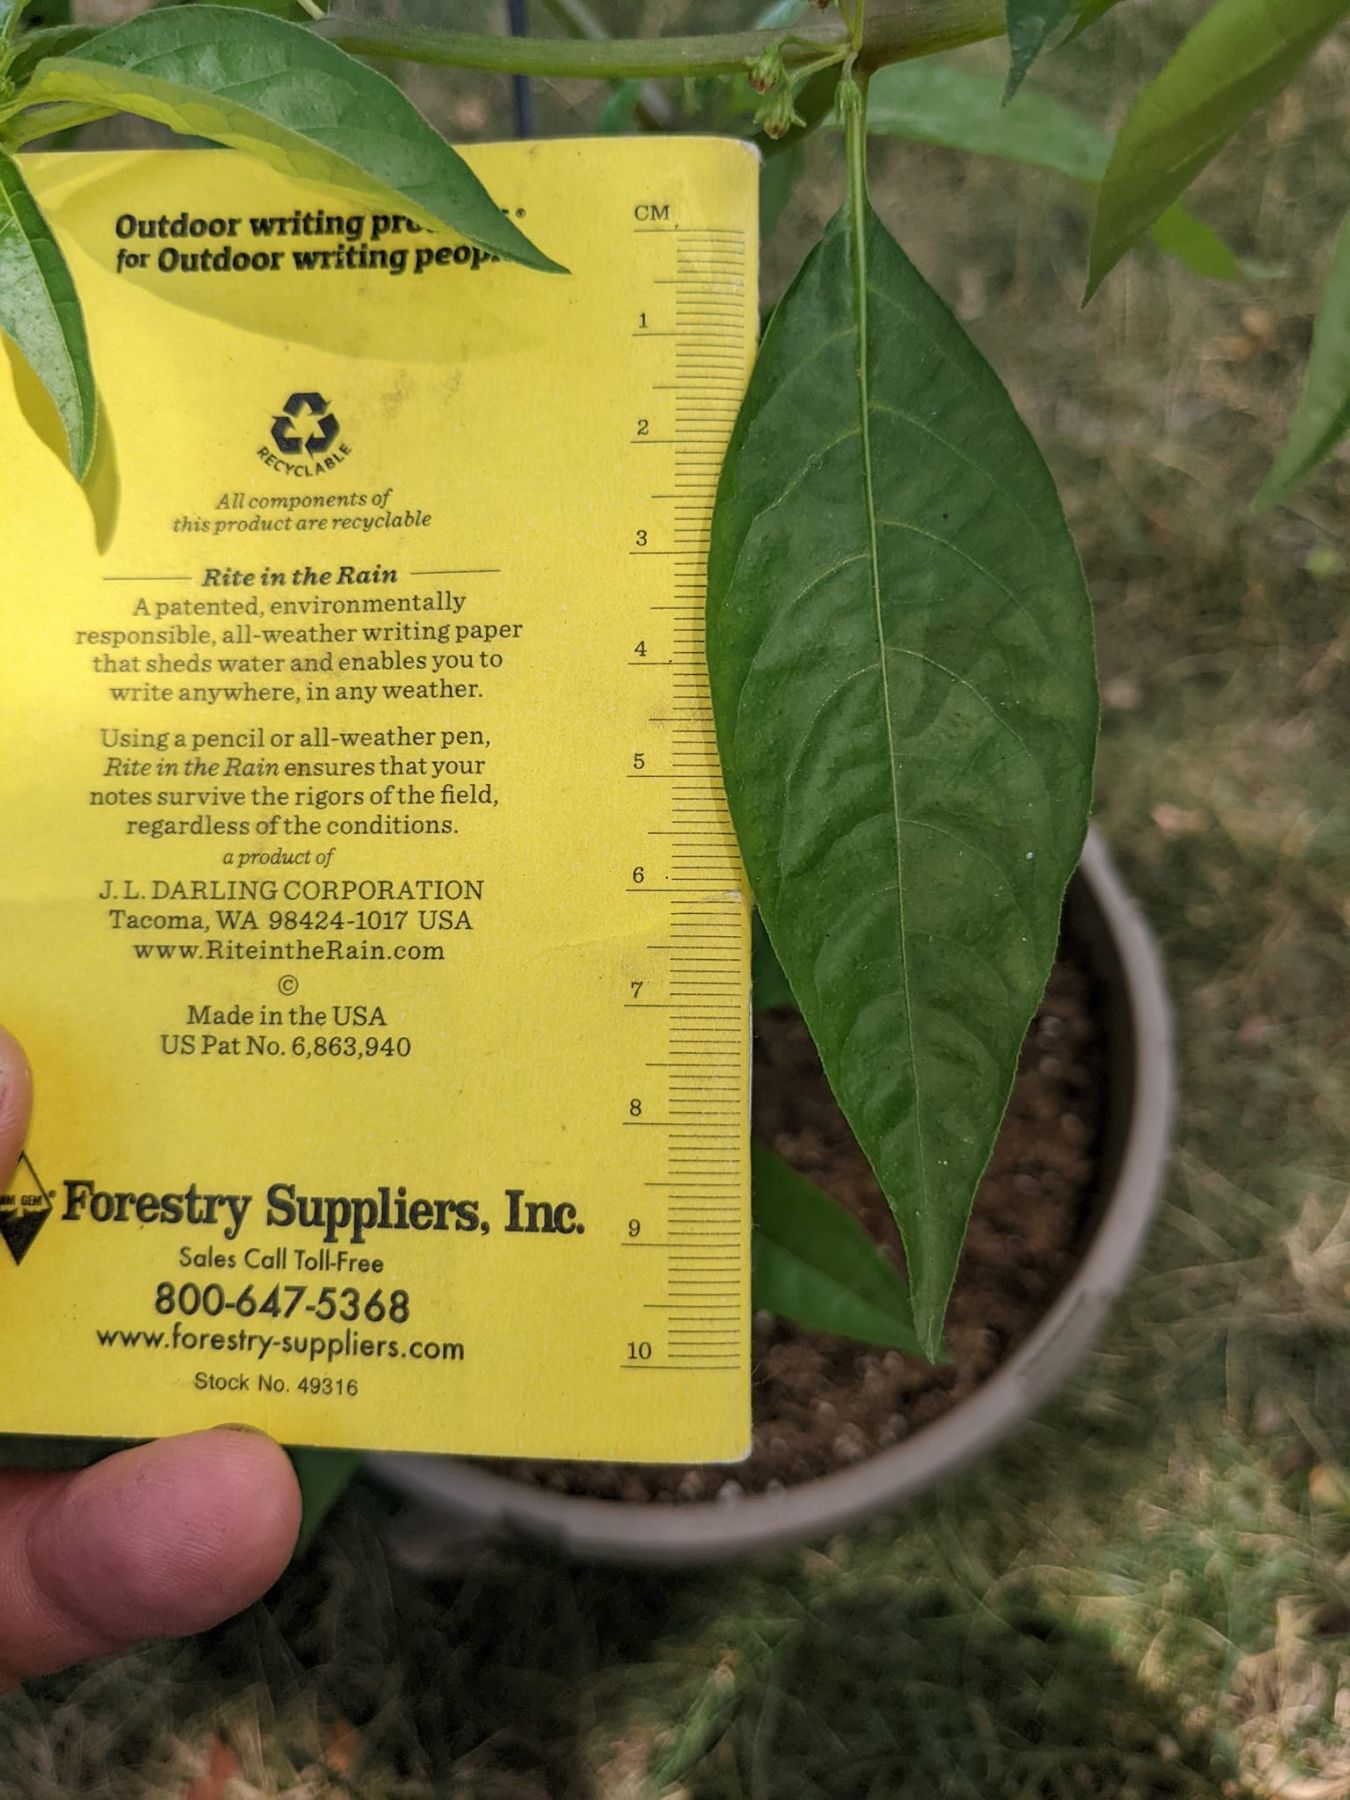 Outdoor writing
for Outdoor writing
CM
1
2
3
4
5
6
7
8
9
10
RECYCLABLE
All components of
this product are recyclable
Rite in the Rain
A patented, environmentally
responsible, all-weather writing paper
that sheds water and enables you to
write anywhere, in any weather.
Using a pencil or all-weather pen,
Rite in the Rain ensures that your
notes survive the rigors of the field,
regardless of the conditions.
a product of
J. L. DARLING CORPORATION
Tacoma, WA 98424-1017 USA
www.RiteintheRain.com
©
Made in the USA
US Pat No. 6,863,940
GEM
Forestry Suppliers, Inc.
Sales Call Toll-Free
800-647-5368
www.forestry-suppliers.com
Stock No. 49316